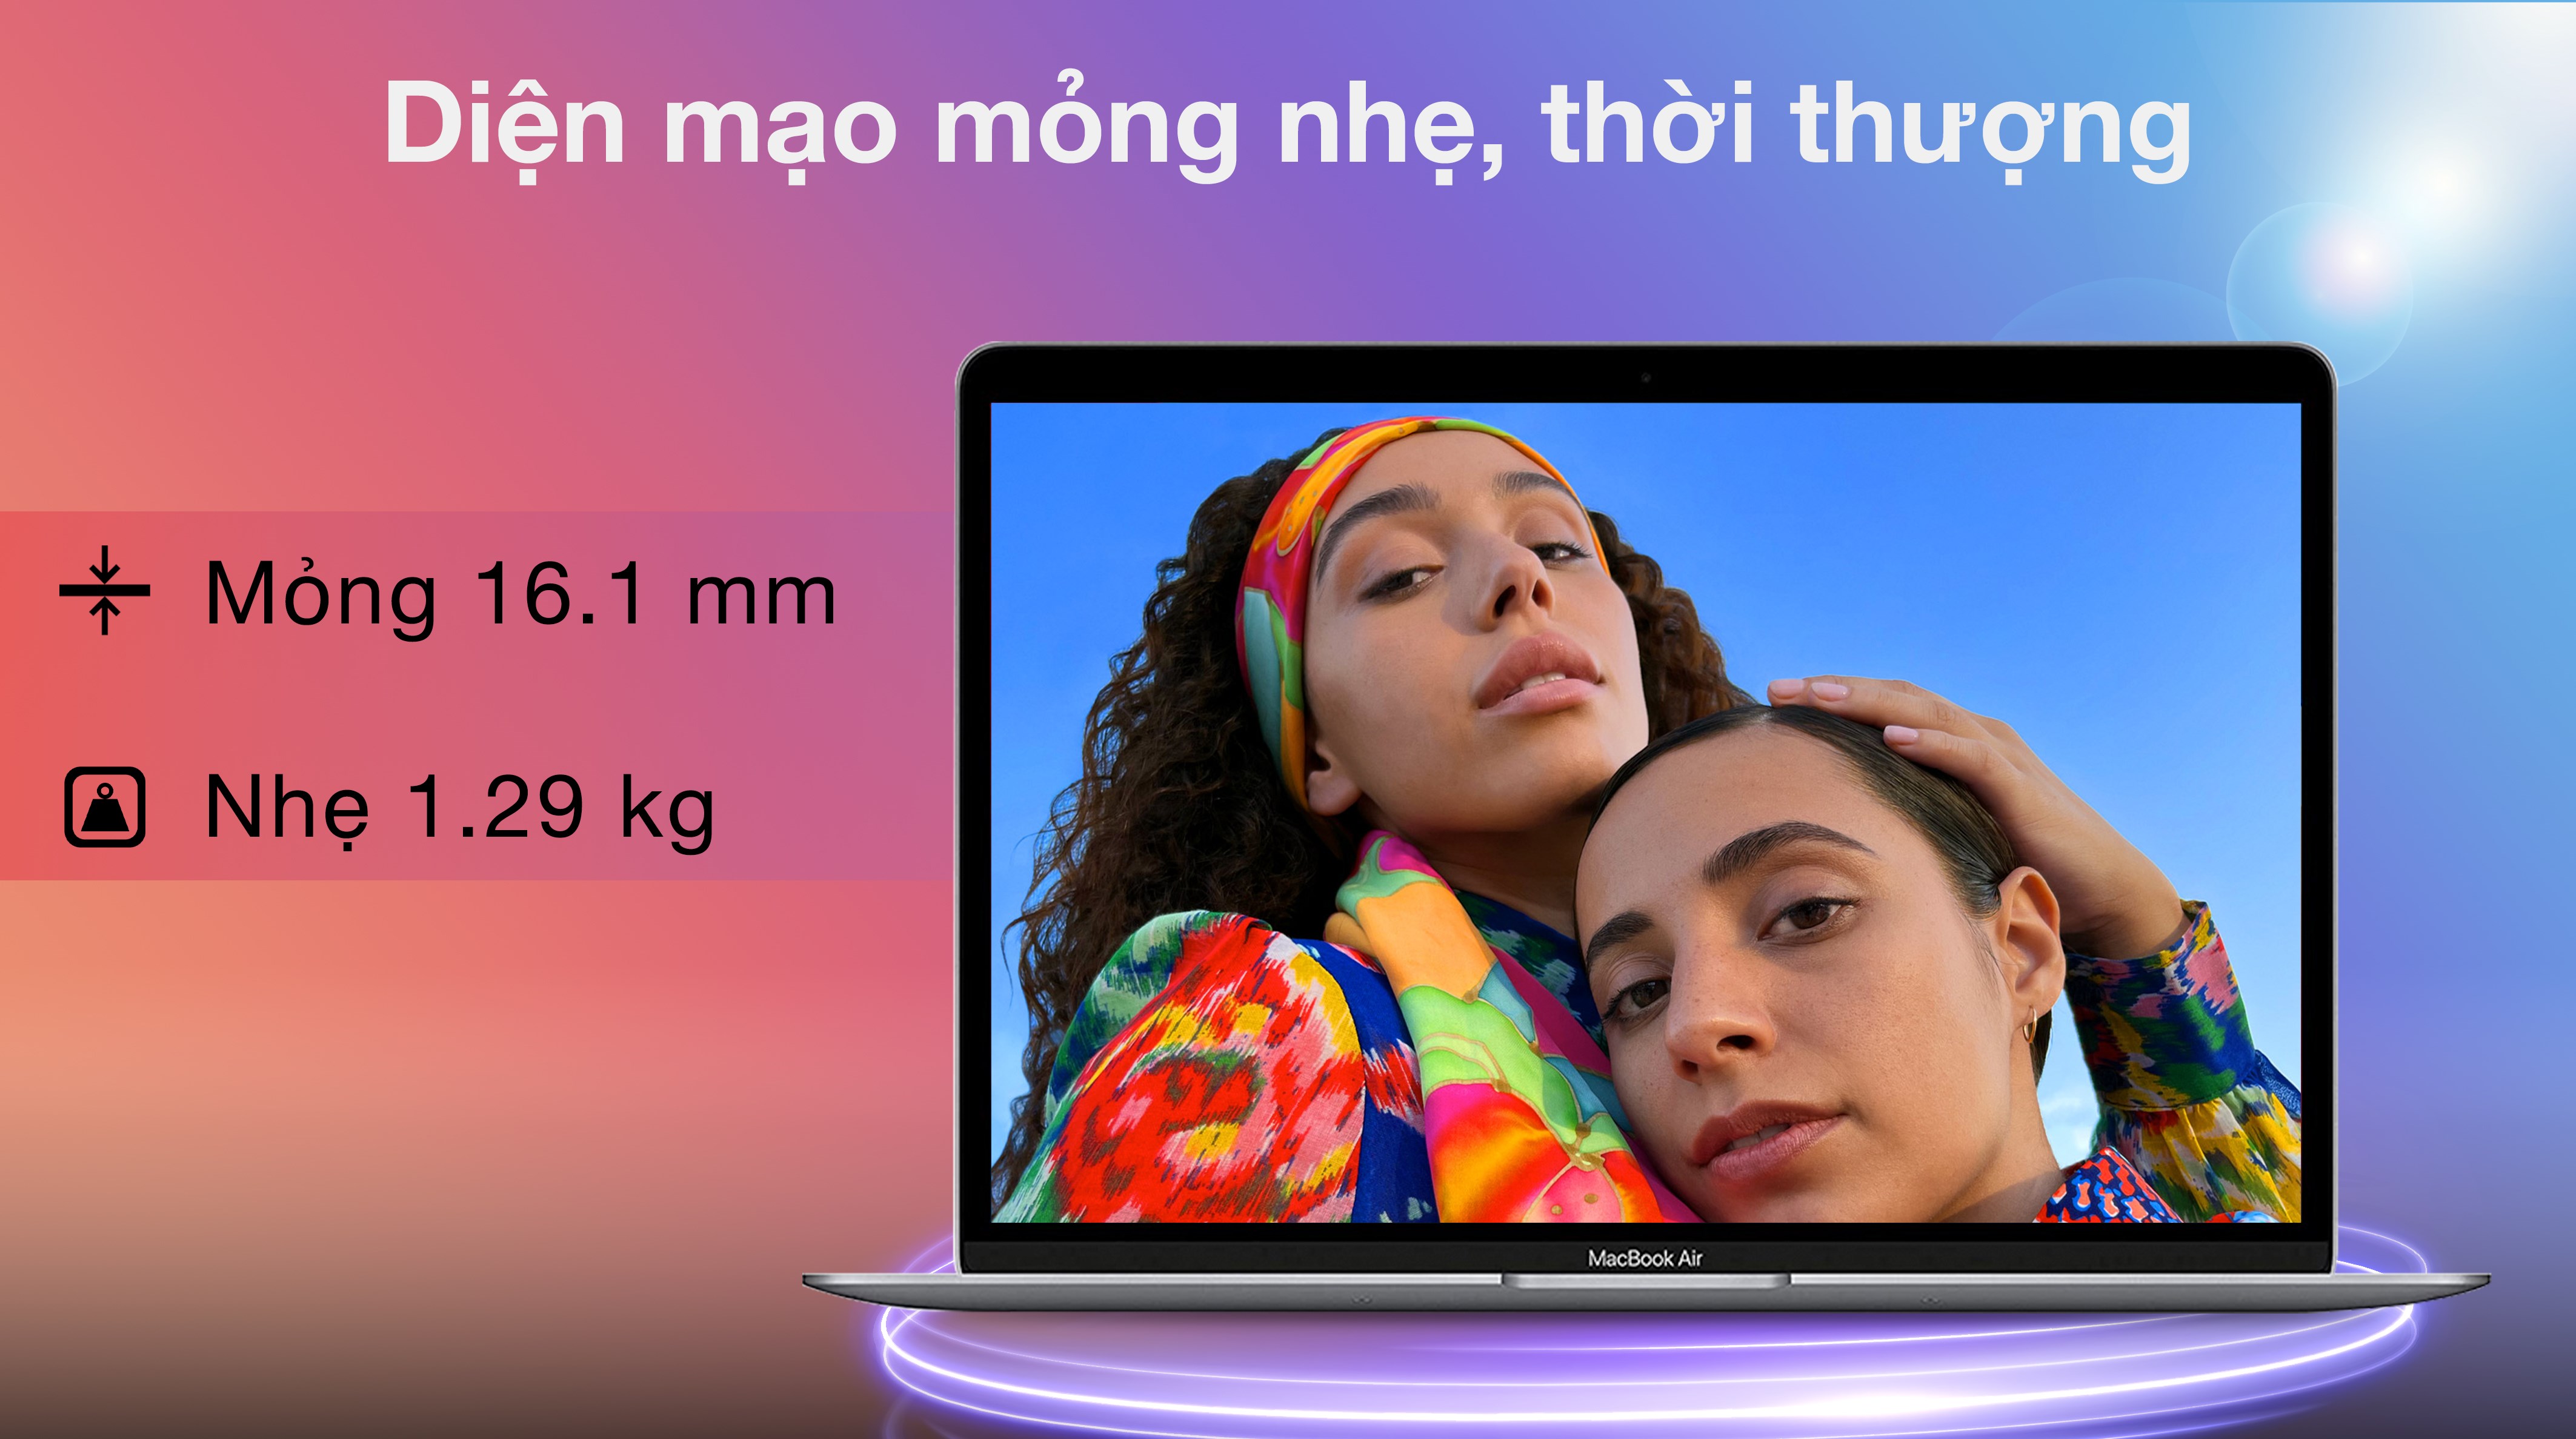 Diện mạo mỏng nhẹ, thời thượng
Mỏng 16.1 mm
Nhẹ 1.29 kg
MacBook Air